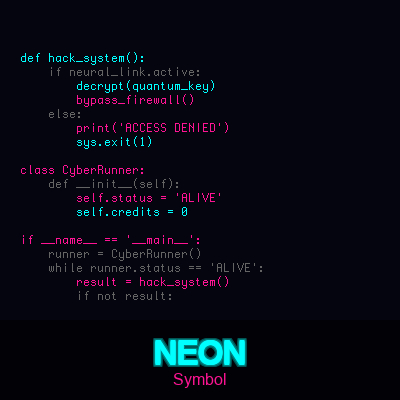 def hack_system():
    if neural_link.active:
        decrypt(quantum_key)
        bypass_firewall()
    else:
        print('ACCESS DENIED')
        sys.exit(1)
class CyberRunner:
    def __init__(self):
        self.status = 'ALIVE'
        self.credits = 0
if __name__ == '__main__':
    runner = CyberRunner()
    while runner.status == 'ALIVE':
        result = hack_system()
        if not result:
NEON
Symbol